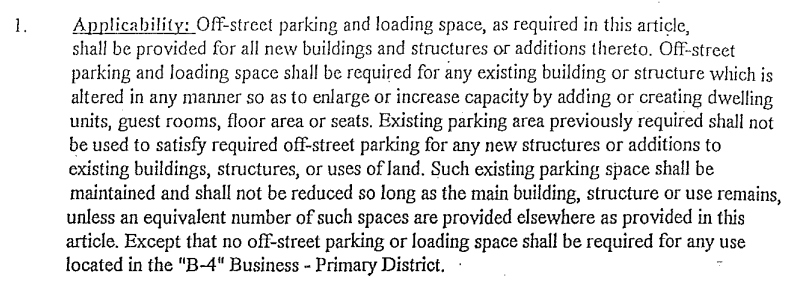 1. Applicability: Off-street parking and loading space, as required in this article,
shall be provided for all new buildings and structures or additions thereto. Off-street
parking and loading space shall be required for any existing building or structure which is
altered in any manner so as to enlarge or increase capacity by adding or creating dwelling
units, guest rooms, floor area or seats. Existing parking area previously required shall not
be used to satisfy required off-street parking for any new structures or additions to
existing buildings, structures, or uses of land. Such existing parking space shall be
maintained and shall not be reduced so long as the main building, structure or use remains,
unless an equivalent number of such spaces are provided elsewhere as provided in this
article. Except that no off-street parking or loading space shall be required for any use
located in the "B-4" Business - Primary District.